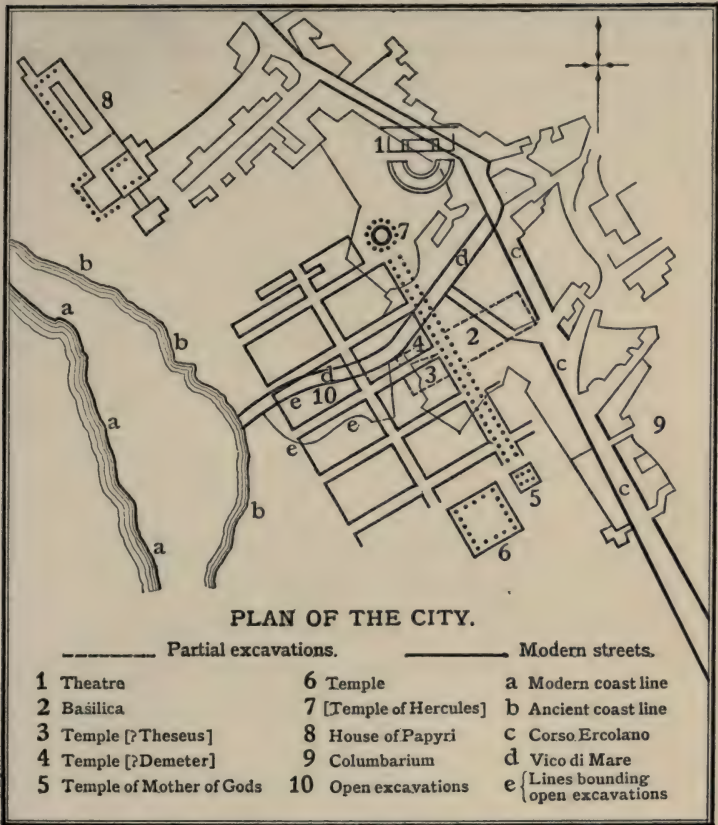 8
1
7
b
d
c
a
b
2
4
c
d
3
e 10
a
e
9
e
b
c
5
a
6
PLAN OF THE CITY.
Partial excavations. Modern streets.
1 Theatre 6 Temple a Modern coast line
2 Basilica 7 [Temple of Hercules] b Ancient coast line
3 Temple [?Theseus] 8 House of Papyri c Corso Ercolano
4 Temple [?Demeter] 9 Columbarium d Vico di Mare
5 Temple of Mother of Gods 10 Open excavations e { Lines bounding
open excavations